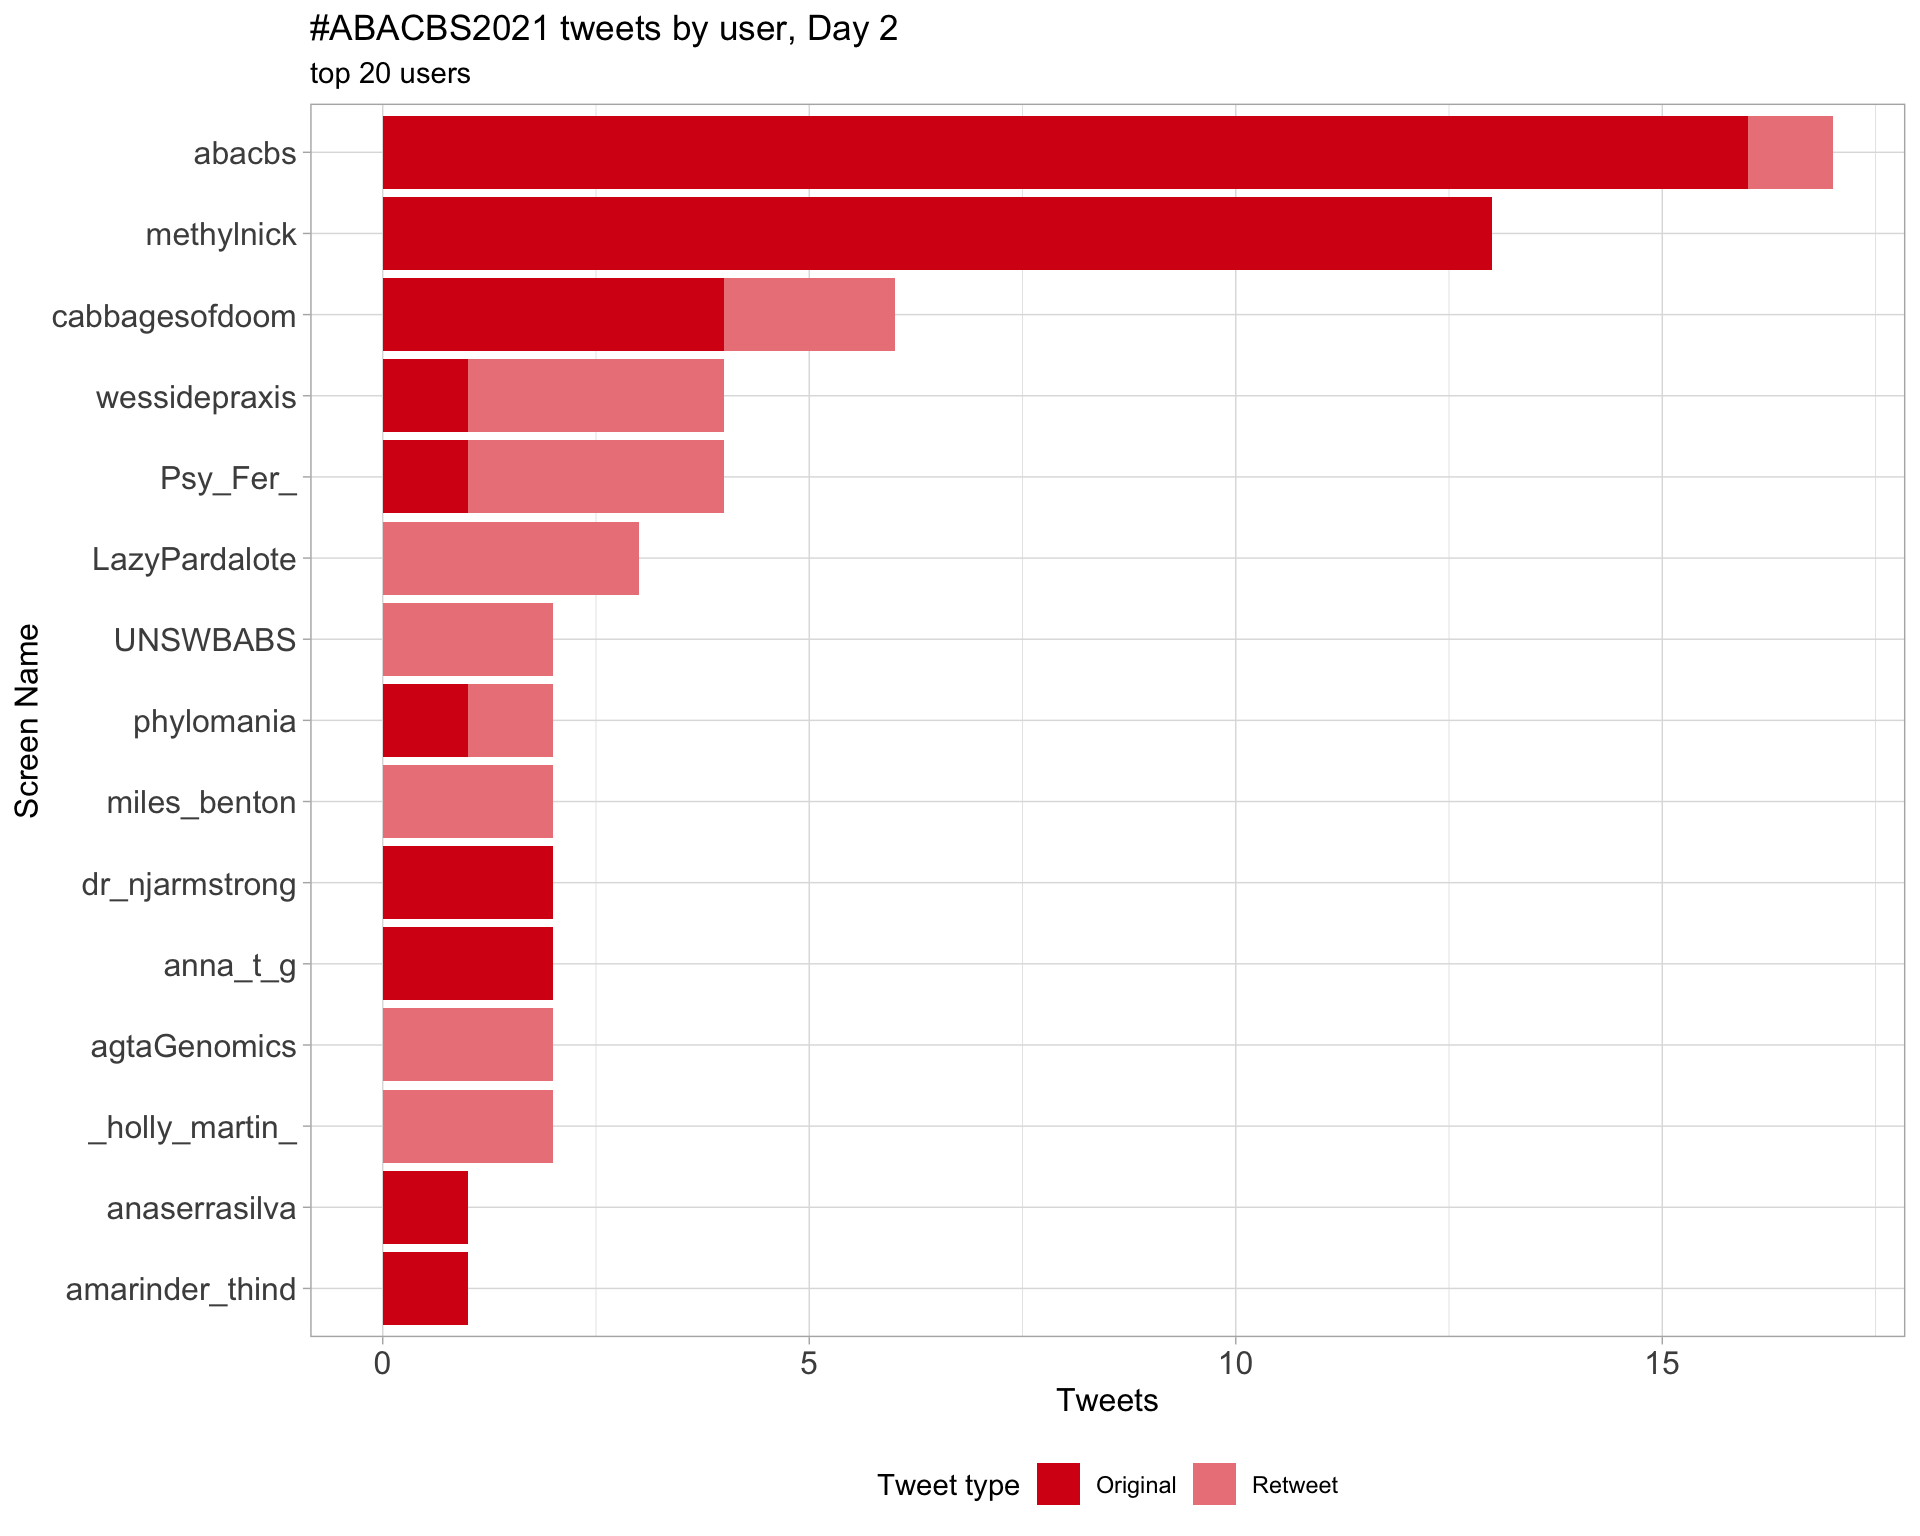 #ABACBS2021 tweets by user, Day 2
top 20 users
Screen Name
abacbs
methylnick
cabbagesofdoom
wessidepraxis
Psy_Fer_
LazyPardalote
UNSWBABS
phylomania
miles_benton
dr_njarmstrong
anna_t_g
agtaGenomics
_holly_martin_
anaserrasilva
amarinder_thind
0 5 10 15
Tweets
Tweet type Original Retweet